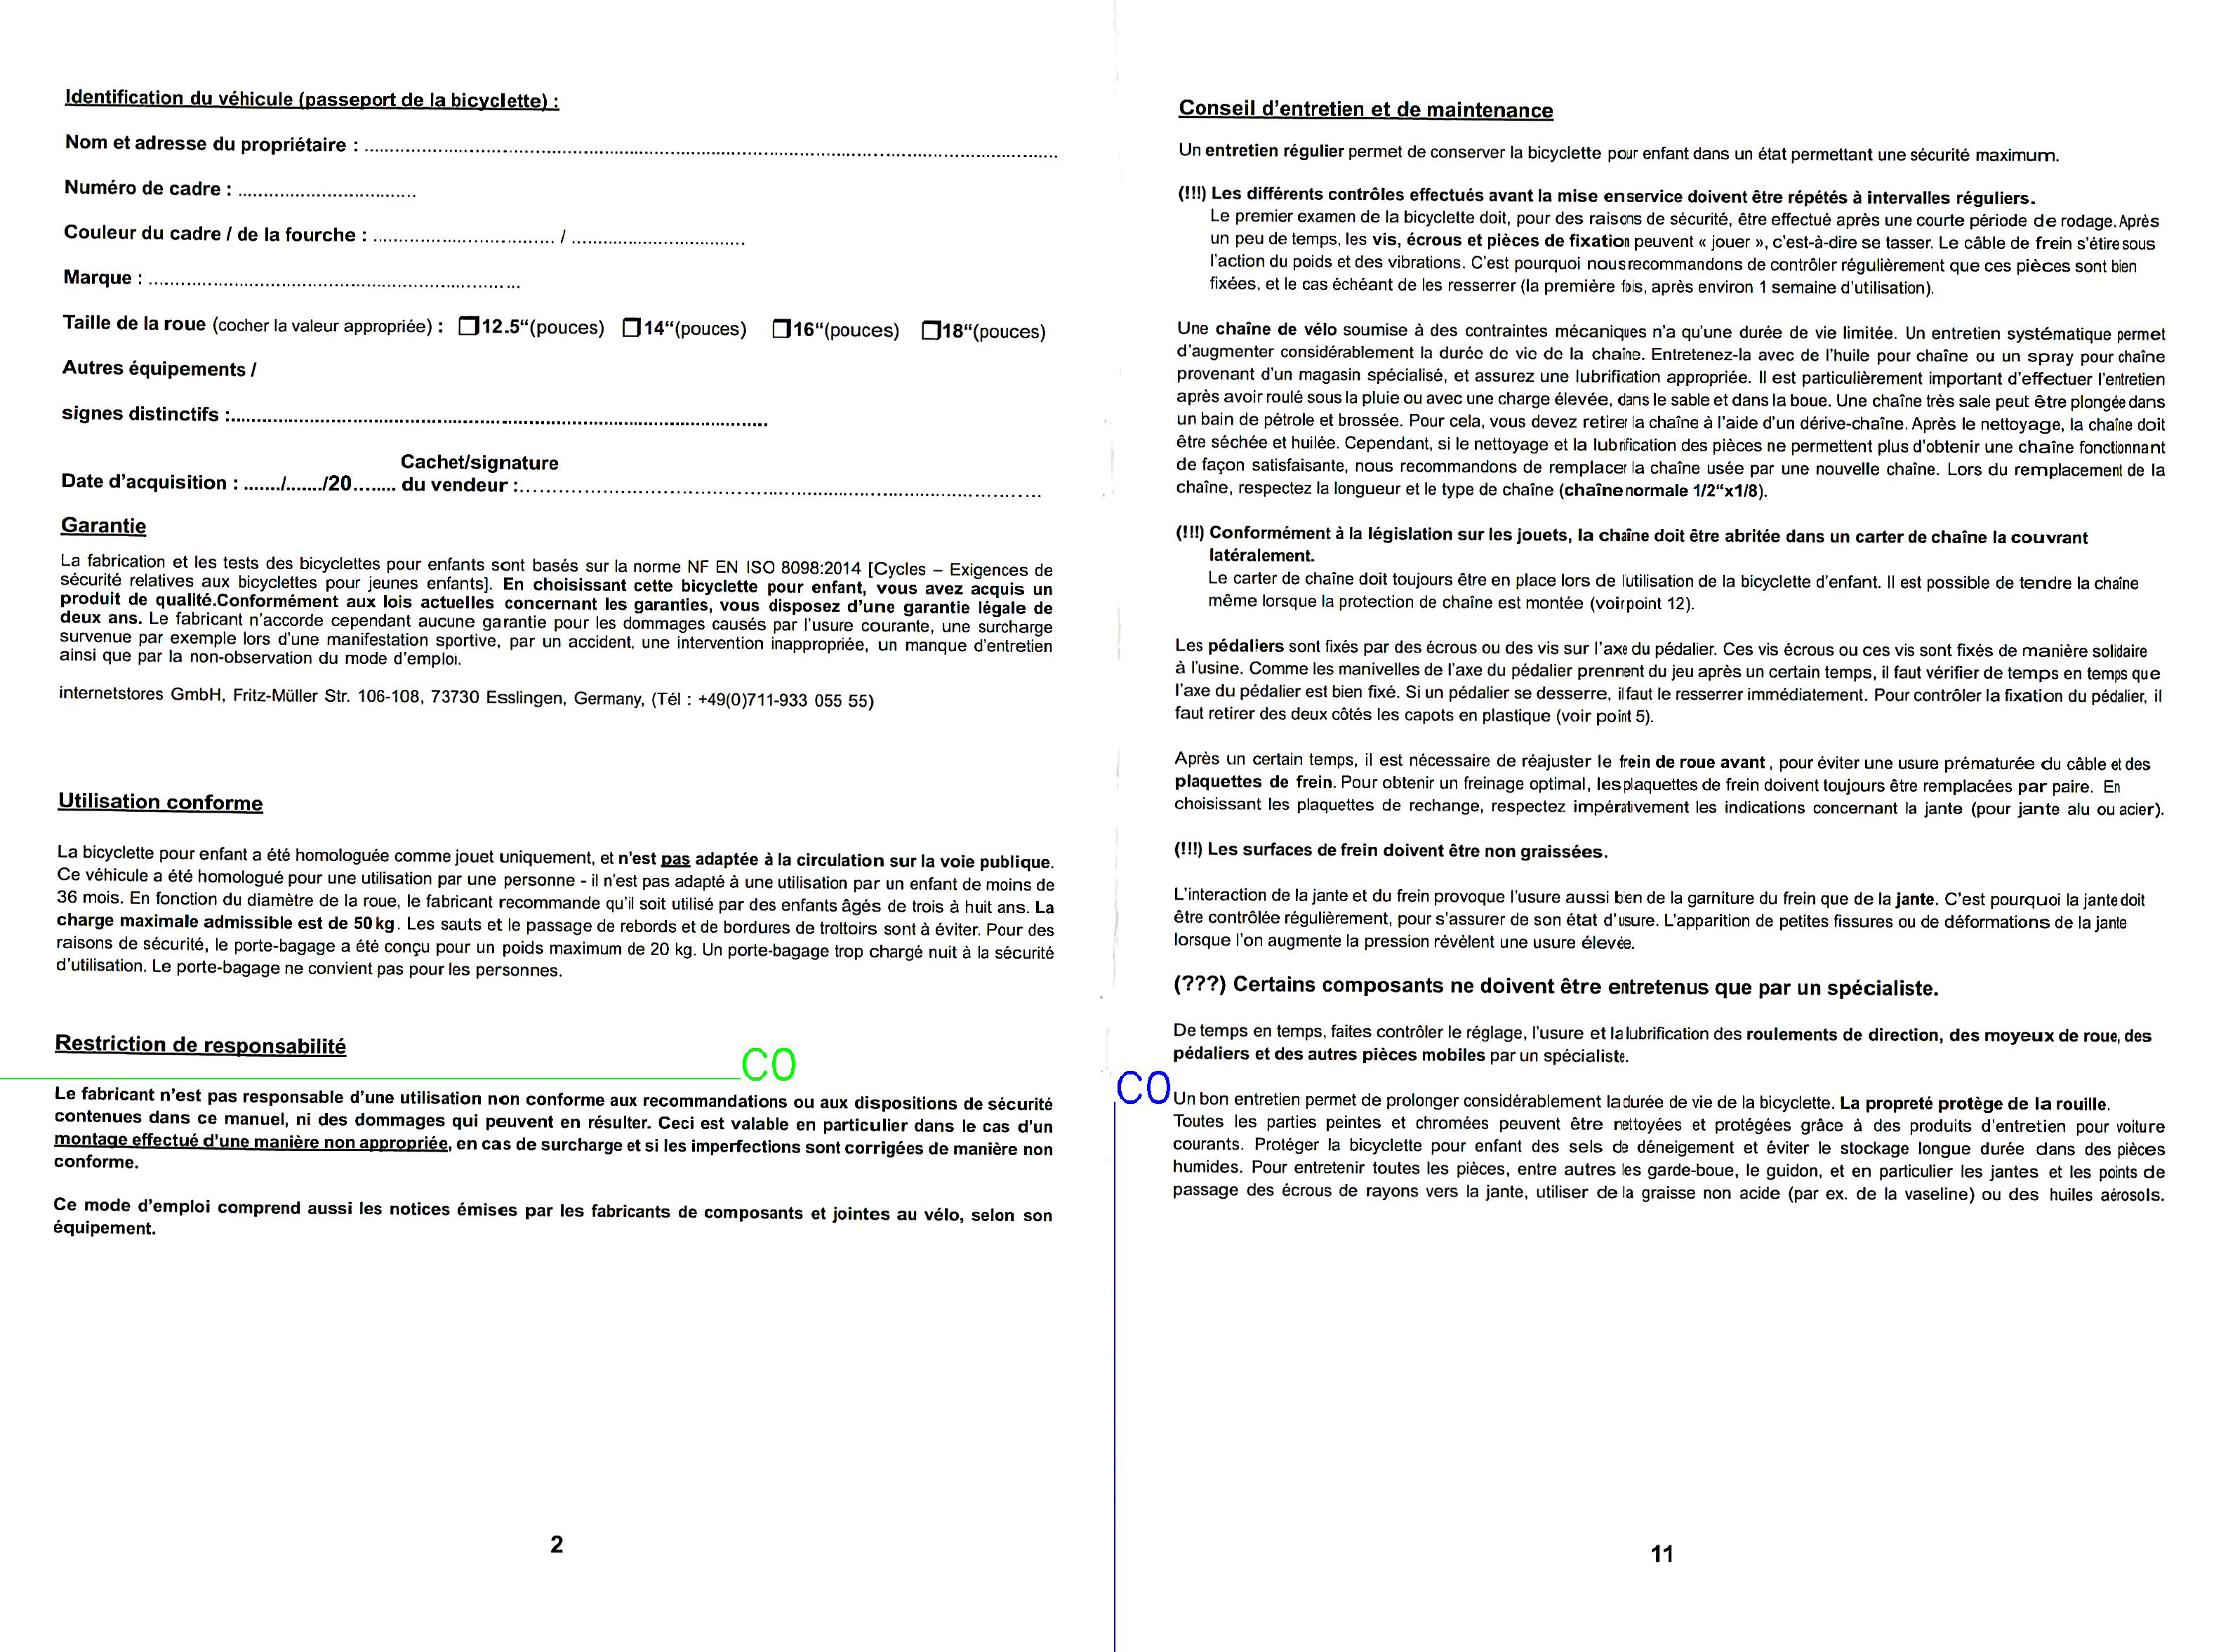 Identification du véhicule (passeport de la bicyclette) :
Nom et adresse du propriétaire : ........................................................................................................................
Numéro de cadre : ................................
Couleur du cadre / de la fourche : ................................ / ................................
Marque : ..................................................................
Taille de la roue (cocher la valeur appropriée) : ❒12.5“(pouces) ❒14“(pouces) ❒16“(pouces) ❒18“(pouces)
Autres équipements /
signes distinctifs :.........................................................................................
Cachet/signature
Date d’acquisition : ......./......./20........ du vendeur :..........................................................................................
Garantie
La fabrication et les tests des bicyclettes pour enfants sont basés sur la norme NF EN ISO 8098:2014 [Cycles – Exigences de
sécurité relatives aux bicyclettes pour jeunes enfants]. En choisissant cette bicyclette pour enfant, vous avez acquis un
produit de qualité.Conformément aux lois actuelles concernant les garanties, vous disposez d’une garantie légale de
deux ans. Le fabricant n’accorde cependant aucune garantie pour les dommages causés par l’usure courante, une surcharge
survenue par exemple lors d’une manifestation sportive, par un accident, une intervention inappropriée, un manque d’entretien
ainsi que par la non-observation du mode d’emploi.
internetstores GmbH, Fritz-Müller Str. 106-108, 73730 Esslingen, Germany, (Tél : +49(0)711-933 055 55)
Utilisation conforme
La bicyclette pour enfant a été homologuée comme jouet uniquement, et n’est pas adaptée à la circulation sur la voie publique.
Ce véhicule a été homologué pour une utilisation par une personne - il n’est pas adapté à une utilisation par un enfant de moins de
36 mois. En fonction du diamètre de la roue, le fabricant recommande qu’il soit utilisé par des enfants âgés de trois à huit ans. La
charge maximale admissible est de 50 kg. Les sauts et le passage de rebords et de bordures de trottoirs sont à éviter. Pour des
raisons de sécurité, le porte-bagage a été conçu pour un poids maximum de 20 kg. Un porte-bagage trop chargé nuit à la sécurité
d’utilisation. Le porte-bagage ne convient pas pour les personnes.
Restriction de responsabilité
CO
Le fabricant n’est pas responsable d’une utilisation non conforme aux recommandations ou aux dispositions de sécurité
contenues dans ce manuel, ni des dommages qui peuvent en résulter. Ceci est valable en particulier dans le cas d’un
montage effectué d’une manière non appropriée, en cas de surcharge et si les imperfections sont corrigées de manière non
conforme.
Ce mode d’emploi comprend aussi les notices émises par les fabricants de composants et jointes au vélo, selon son
équipement.
2
Conseil d’entretien et de maintenance
Un entretien régulier permet de conserver la bicyclette pour enfant dans un état permettant une sécurité maximum.
(!!!) Les différents contrôles effectués avant la mise en service doivent être répétés à intervalles réguliers.
Le premier examen de la bicyclette doit, pour des raisons de sécurité, être effectué après une courte période de rodage. Après
un peu de temps, les vis, écrous et pièces de fixation peuvent « jouer », c’est-à-dire se tasser. Le câble de frein s’étire sous
l’action du poids et des vibrations. C’est pourquoi nous recommandons de contrôler régulièrement que ces pièces sont bien
fixées, et le cas échéant de les resserrer (la première fois, après environ 1 semaine d’utilisation).
Une chaîne de vélo soumise à des contraintes mécaniques n’a qu’une durée de vie limitée. Un entretien systématique permet
d’augmenter considérablement la durée de vie de la chaîne. Entretenez-la avec de l’huile pour chaîne ou un spray pour chaîne
provenant d’un magasin spécialisé, et assurez une lubrification appropriée. Il est particulièrement important d’effectuer l’entretien
après avoir roulé sous la pluie ou avec une charge élevée, dans le sable et dans la boue. Une chaîne très sale peut être plongée dans
un bain de pétrole et brossée. Pour cela, vous devez retirer la chaîne à l’aide d’un dérive-chaîne. Après le nettoyage, la chaîne doit
être séchée et huilée. Cependant, si le nettoyage et la lubrification des pièces ne permettent plus d’obtenir une chaîne fonctionnant
de façon satisfaisante, nous recommandons de remplacer la chaîne usée par une nouvelle chaîne. Lors du remplacement de la
chaîne, respectez la longueur et le type de chaîne (chaîne normale 1/2“x1/8).
(!!!) Conformément à la législation sur les jouets, la chaîne doit être abritée dans un carter de chaîne la couvrant
latéralement.
Le carter de chaîne doit toujours être en place lors de l’utilisation de la bicyclette d’enfant. Il est possible de tendre la chaîne
même lorsque la protection de chaîne est montée (voir point 12).
Les pédaliers sont fixés par des écrous ou des vis sur l’axe du pédalier. Ces vis écrous ou ces vis sont fixés de manière solidaire
à l’usine. Comme les manivelles de l’axe du pédalier prennent du jeu après un certain temps, il faut vérifier de temps en temps que
l’axe du pédalier est bien fixé. Si un pédalier se desserre, il faut le resserrer immédiatement. Pour contrôler la fixation du pédalier, il
faut retirer des deux côtés les capots en plastique (voir point 5).
Après un certain temps, il est nécessaire de réajuster le frein de roue avant , pour éviter une usure prématurée du câble et des
plaquettes de frein. Pour obtenir un freinage optimal, les plaquettes de frein doivent toujours être remplacées par paire. En
choisissant les plaquettes de rechange, respectez impérativement les indications concernant la jante (pour jante alu ou acier).
(!!!) Les surfaces de frein doivent être non graissées.
L’interaction de la jante et du frein provoque l’usure aussi bien de la garniture du frein que de la jante. C’est pourquoi la jante doit
être contrôlée régulièrement, pour s’assurer de son état d’usure. L’apparition de petites fissures ou de déformations de la jante
lorsque l’on augmente la pression révèlent une usure élevée.
(???) Certains composants ne doivent être entretenus que par un spécialiste.
De temps en temps, faites contrôler le réglage, l’usure et la lubrification des roulements de direction, des moyeux de roue, des
pédaliers et des autres pièces mobiles par un spécialiste.
CO
Un bon entretien permet de prolonger considérablement la durée de vie de la bicyclette. La propreté protège de la rouille.
Toutes les parties peintes et chromées peuvent être nettoyées et protégées grâce à des produits d’entretien pour voiture
courants. Protéger la bicyclette pour enfant des sels de déneigement et éviter le stockage longue durée dans des pièces
humides. Pour entretenir toutes les pièces, entre autres les garde-boue, le guidon, et en particulier les jantes et les points de
passage des écrous de rayons vers la jante, utiliser de la graisse non acide (par ex. de la vaseline) ou des huiles aérosols.
11